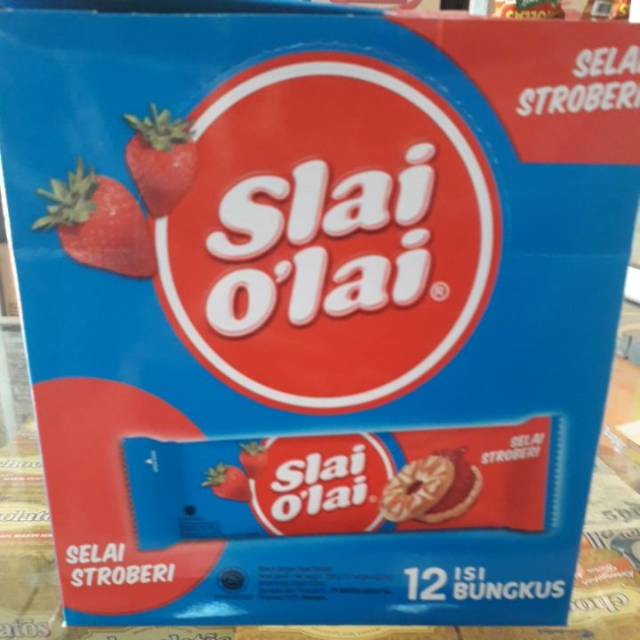 SELAI
STROBERI
Slai
o'lai®
SELAI
STROBERI
Slai
o'lai
SELAI
STROBERI
12 ISI
BUNGKUS